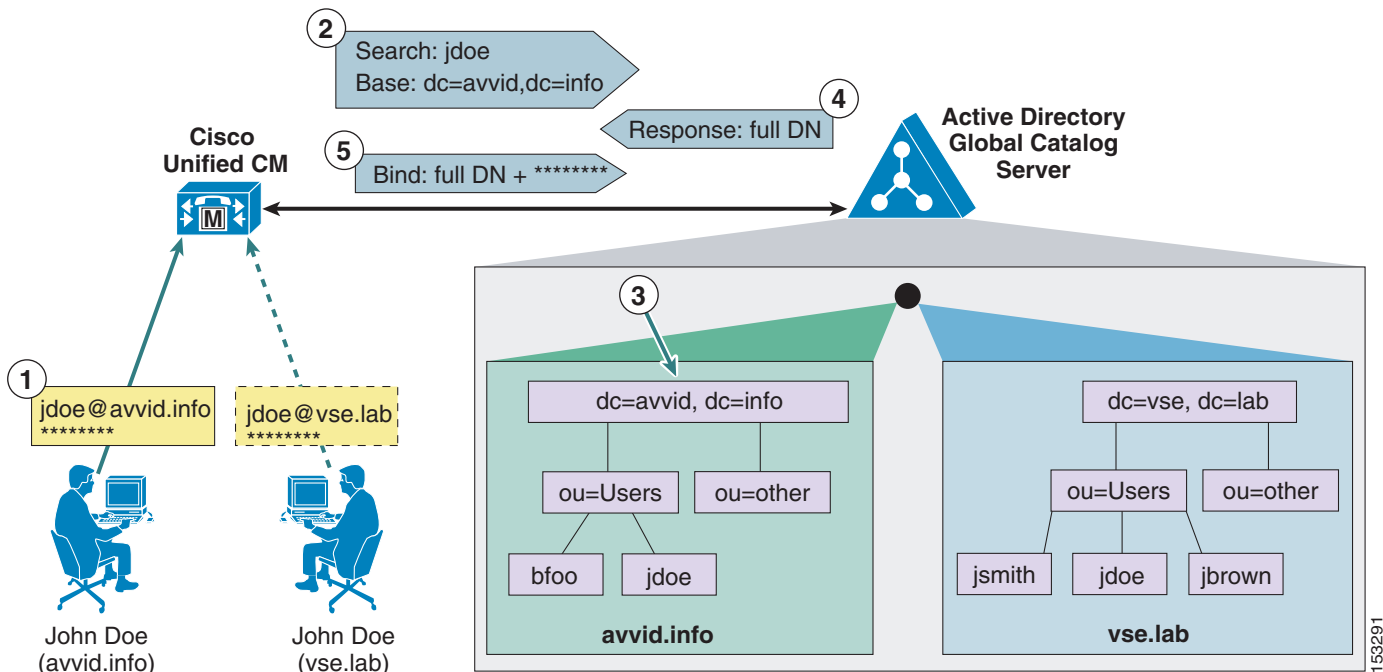 2
Search: jdoe
Base: dc=avvid,dc=info
4
Response: full DN
5
Bind: full DN + ********
Cisco
Unified CM
M
Active Directory
Global Catalog
Server
1
jdoe@avvid.info
********
jdoe@vse.lab
********
John Doe
(avvid.info)
John Doe
(vse.lab)
3
dc=avvid, dc=info
ou=Users
ou=other
bfoo
jdoe
avvid.info
dc=vse, dc=lab
ou=Users
ou=other
jsmith
jdoe
jbrown
vse.lab
153291